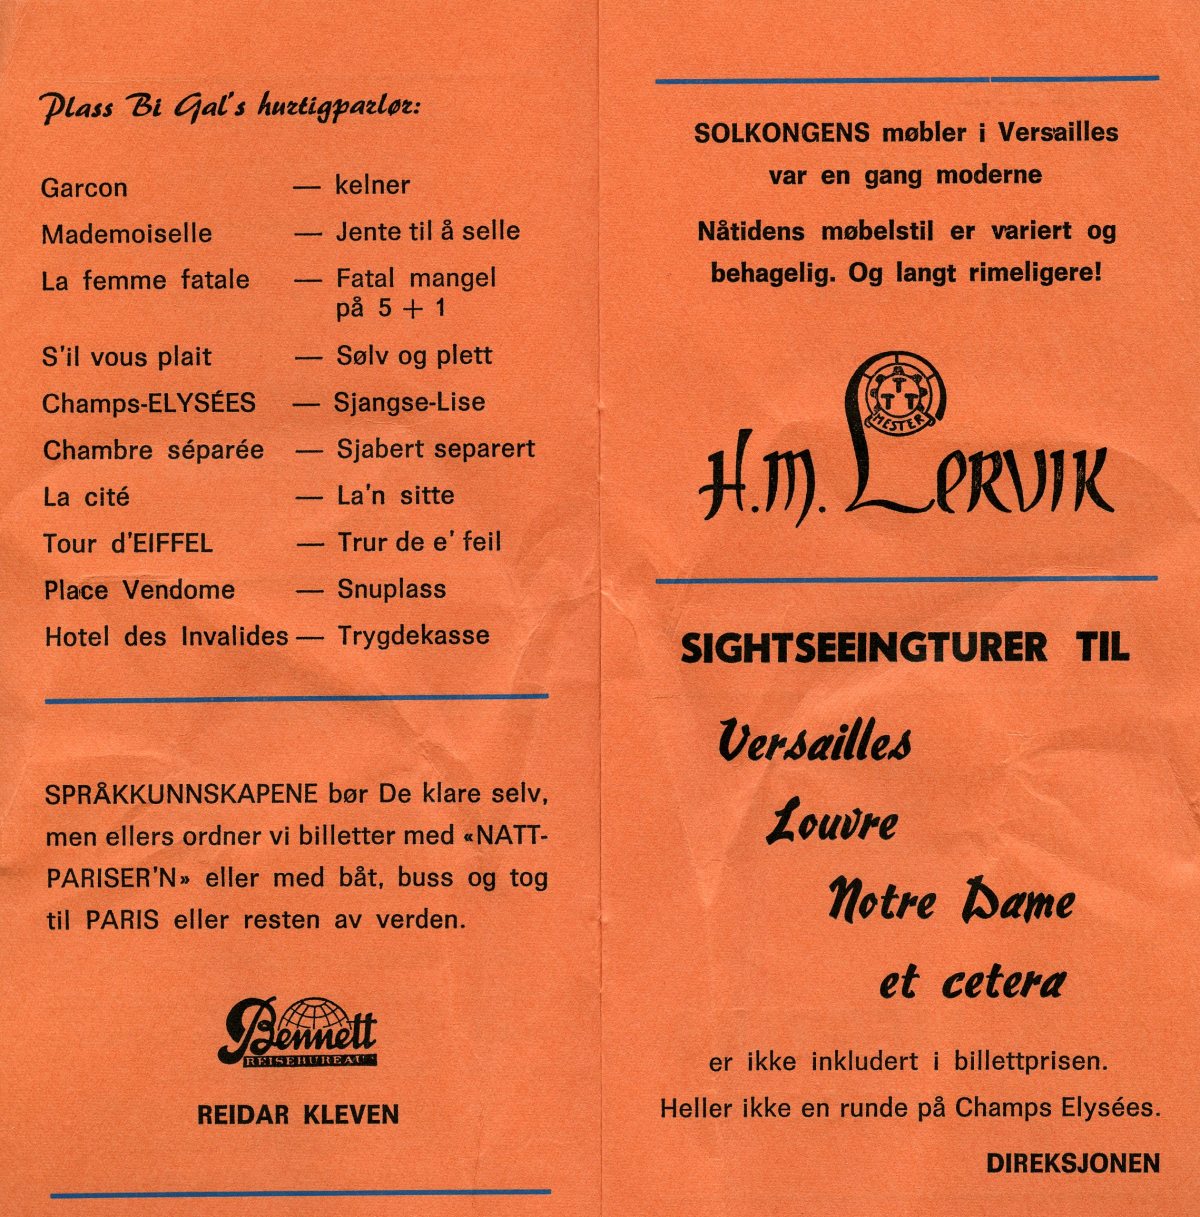 Plass Bi Gal's hurtigparlør:
Garcon — kelner
Mademoiselle — Jente til å selle
La femme fatale — Fatal mangel
på 5 + 1
S'il vous plait — Sølv og plett
Champs-ELYSÉES — Sjangse-Lise
Chambre séparée — Sjabert separert
La cité — La'n sitte
Tour d'EIFFEL — Trur de e' feil
Place Vendome — Snuplass
Hotel des Invalides — Trygdekasse
SPRÅKKUNNSKAPENE bør De klare selv,
men ellers ordner vi billetter med «NATT-
PARISER'N» eller med båt, buss og tog
til PARIS eller resten av verden.
Bennett
REISEBUREAU
REIDAR KLEVEN
SOLKONGENS møbler i Versailles
var en gang moderne
Nåtidens møbelstil er variert og
behagelig. Og langt rimeligere!
MESTER
H.M. LERVIK
SIGHTSEEINGTURER TIL
Versailles
Louvre
Notre Dame
et cetera
er ikke inkludert i billettprisen.
Heller ikke en runde på Champs Elysées.
DIREKSJONEN